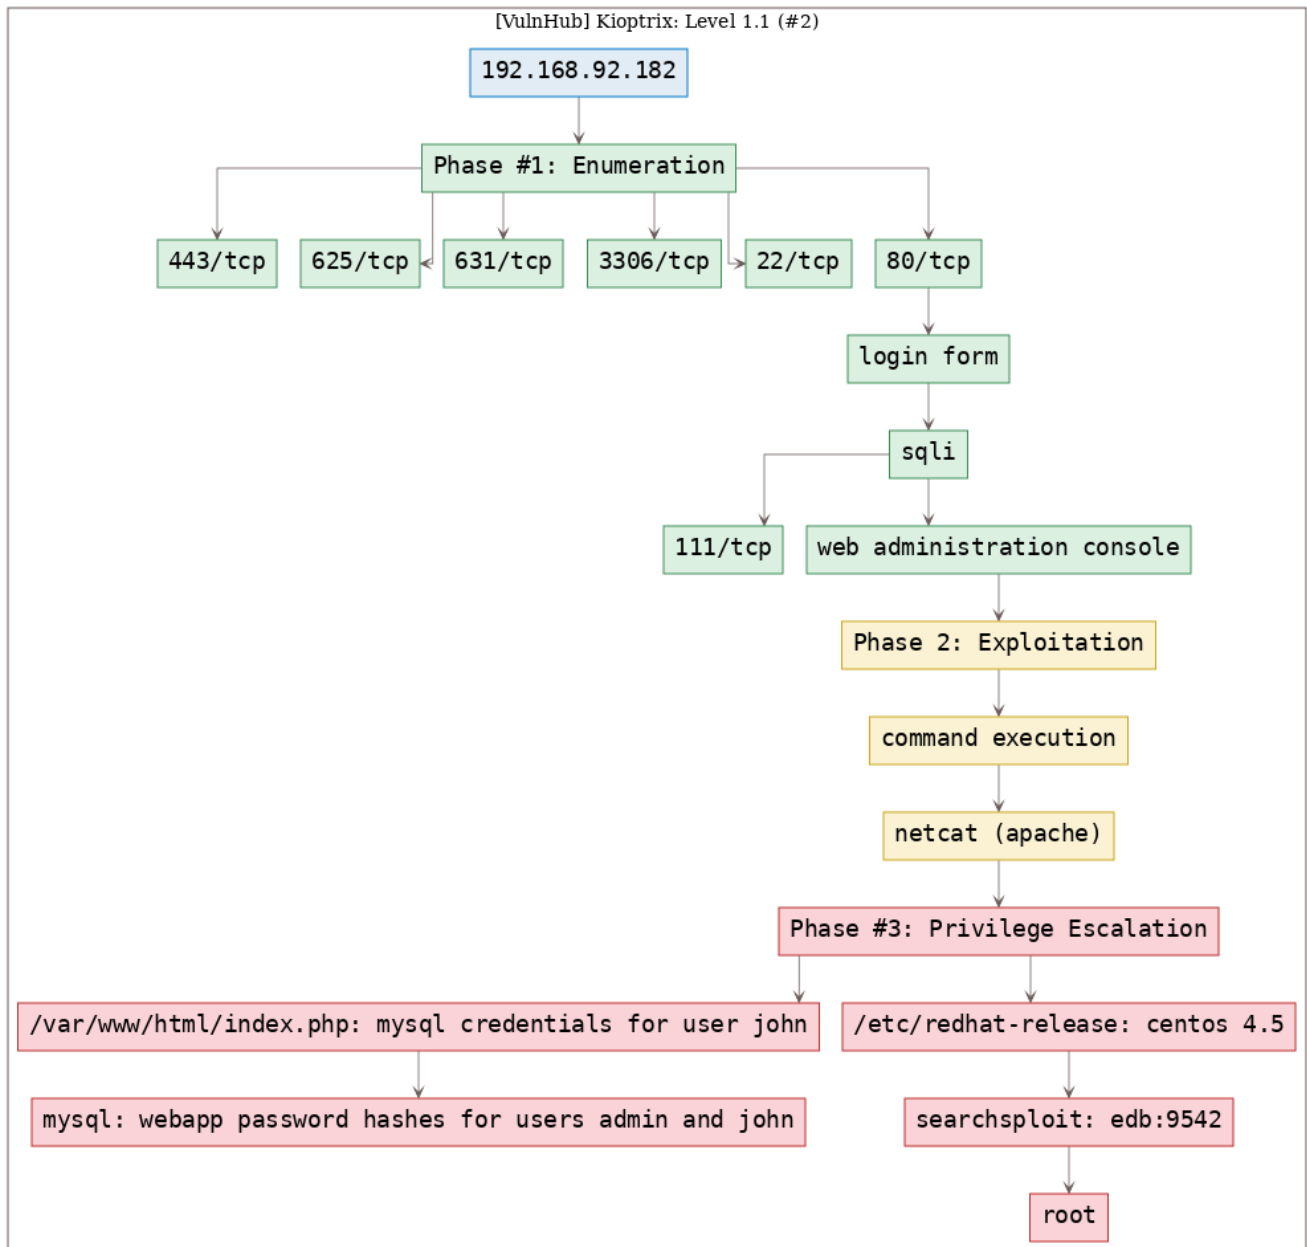 [VulnHub] Kioptrix: Level 1.1 (#2)
192.168.92.182
Phase #1: Enumeration
443/tcp
625/tcp
631/tcp
3306/tcp
22/tcp
80/tcp
login form
sqli
111/tcp
web administration console
Phase 2: Exploitation
command execution
netcat (apache)
Phase #3: Privilege Escalation
/var/www/html/index.php: mysql credentials for user john
/etc/redhat-release: centos 4.5
mysql: webapp password hashes for users admin and john
searchsploit: edb:9542
root